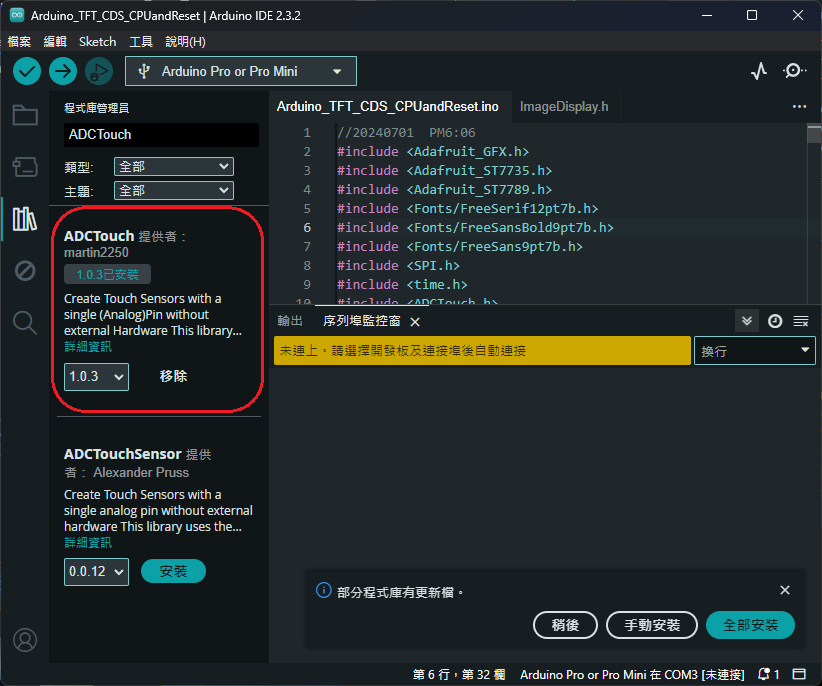 Arduino_TFT_CDS_CPUandReset | Arduino IDE 2.3.2
檔案 編輯 Sketch 工具 說明(H)
Arduino Pro or Pro Mini
程式庫管理員
ADCTouch
類型: 全部
主題: 全部
ADCTouch 提供者：
martin2250
1.0.3已安裝
Create Touch Sensors with a
single (Analog)Pin without
external Hardware This library...
詳細資訊
1.0.3 移除
ADCTouchSensor 提供
者： Alexander Pruss
Create Touch Sensors with a
single analog pin without external
hardware This library uses the...
詳細資訊
0.0.12 安裝
Arduino_TFT_CDS_CPUandReset.ino ImageDisplay.h
1 //20240701 PM6:06
2 #include <Adafruit_GFX.h>
3 #include <Adafruit_ST7735.h>
4 #include <Adafruit_ST7789.h>
5 #include <Fonts/FreeSerif12pt7b.h>
6 #include <Fonts/FreeSansBold9pt7b.h>
7 #include <Fonts/FreeSans9pt7b.h>
8 #include <SPI.h>
9 #include <time.h>
10 #include <ADCTouch.h>
輸出 序列埠監控窗
未連上。請選擇開發板及連接埠後自動連接
換行
部分程式庫有更新檔。
稍後 手動安裝 全部安裝
第 6 行，第 32 欄 Arduino Pro or Pro Mini 在 COM3 [未連接] 1